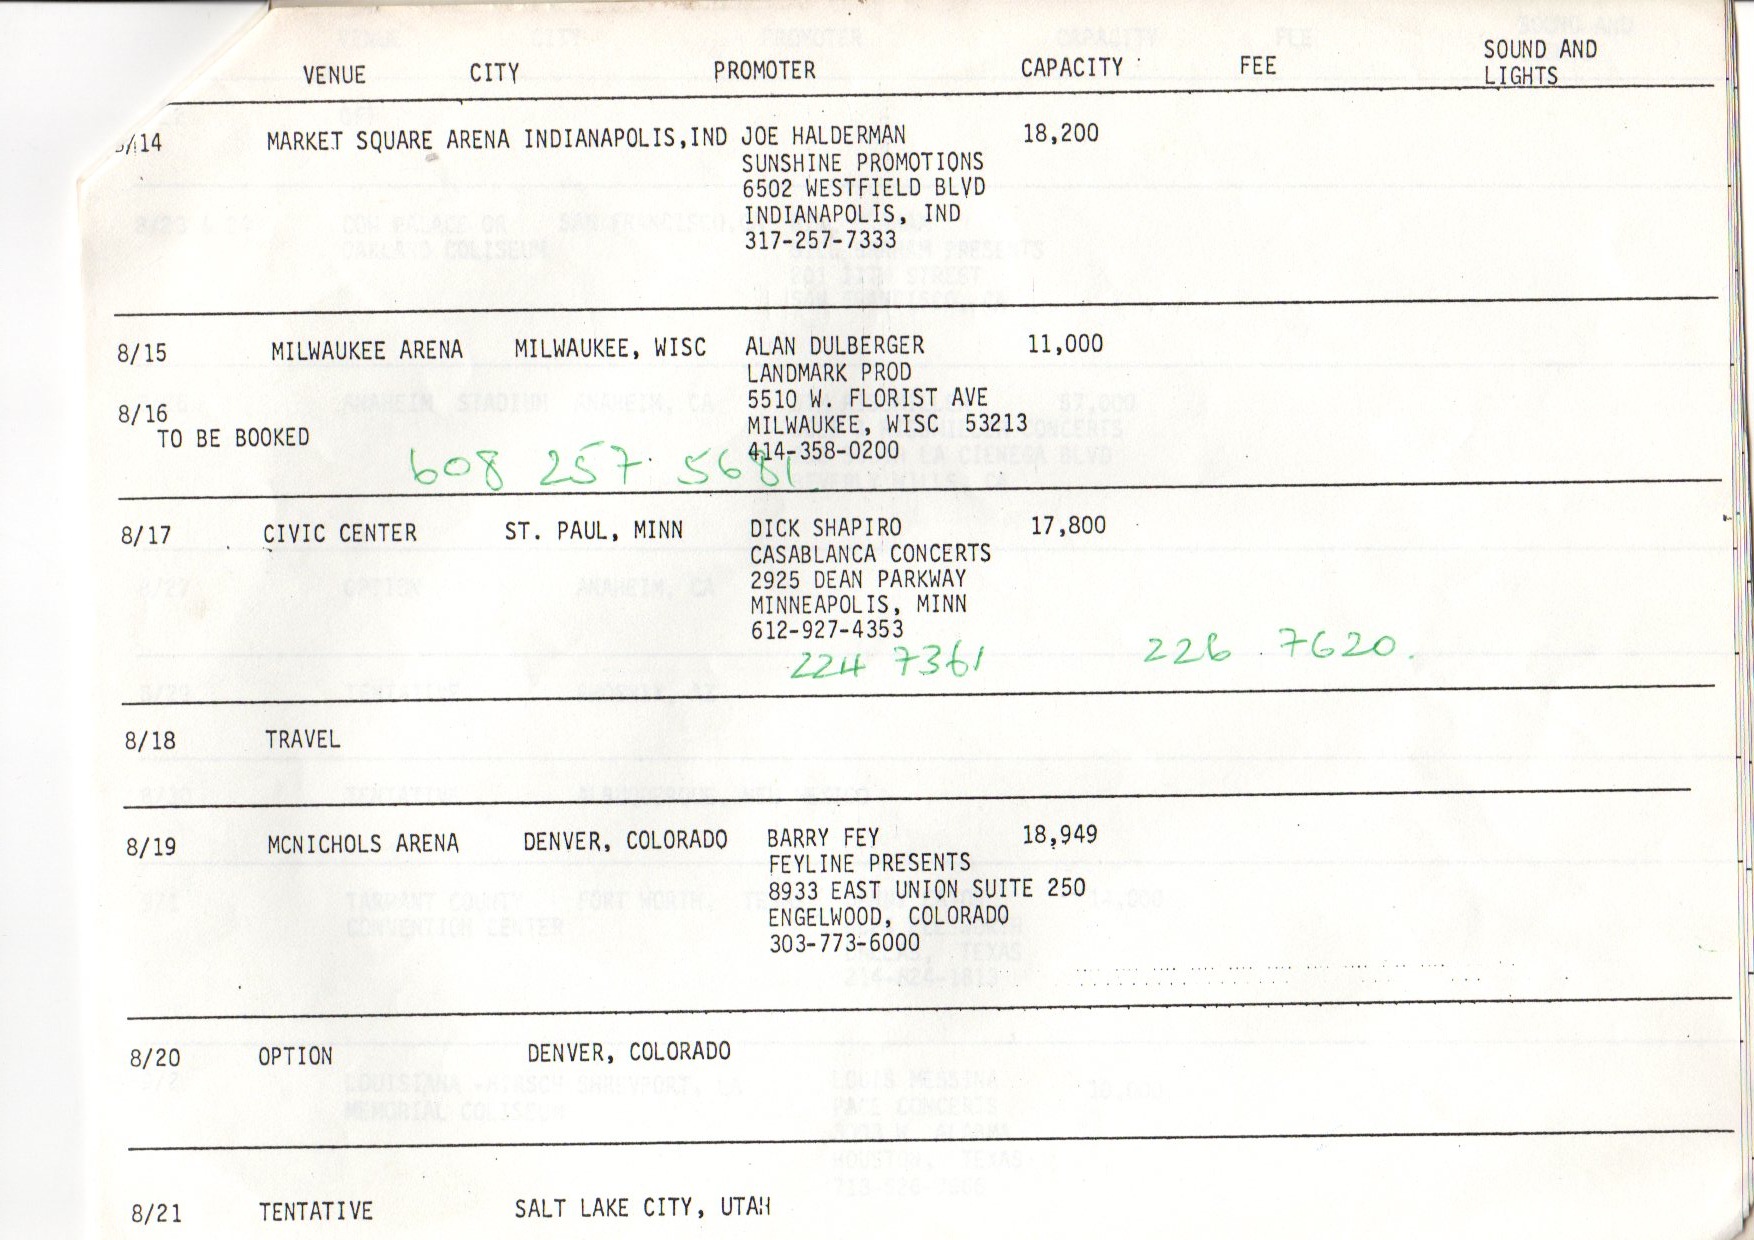 VENUE CITY PROMOTER CAPACITY FEE SOUND AND
LIGHTS
/14 MARKET SQUARE ARENA INDIANAPOLIS,IND JOE HALDERMAN 18,200
SUNSHINE PROMOTIONS
6502 WESTFIELD BLVD
INDIANAPOLIS, IND
317-257-7333
8/15 MILWAUKEE ARENA MILWAUKEE, WISC ALAN DULBERGER 11,000
LANDMARK PROD
8/16 5510 W. FLORIST AVE
TO BE BOOKED MILWAUKEE, WISC 53213
414-358-0200
608 257 5681
8/17 CIVIC CENTER ST. PAUL, MINN DICK SHAPIRO 17,800
CASABLANCA CONCERTS
2925 DEAN PARKWAY
MINNEAPOLIS, MINN
612-927-4353
224 7361 226 7620.
8/18 TRAVEL
8/19 MCNICHOLS ARENA DENVER, COLORADO BARRY FEY 18,949
FEYLINE PRESENTS
8933 EAST UNION SUITE 250
ENGELWOOD, COLORADO
303-773-6000
8/20 OPTION DENVER, COLORADO
8/21 TENTATIVE SALT LAKE CITY, UTAH